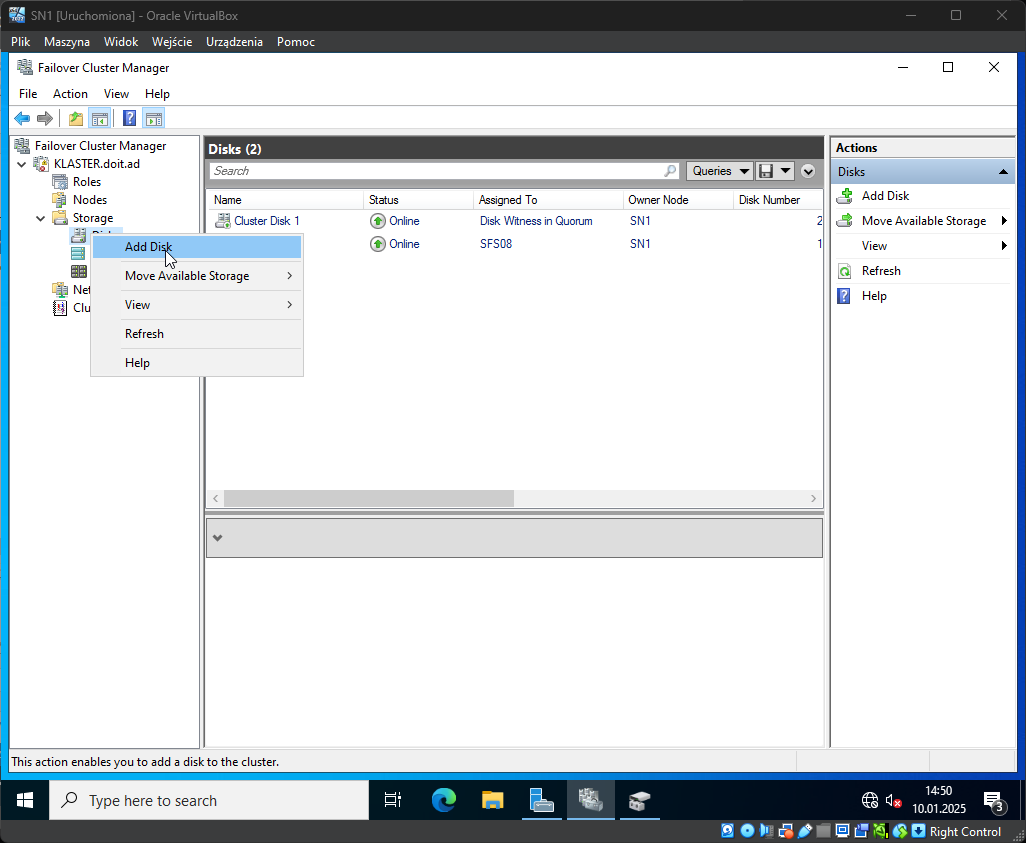 SN1 [Uruchomiona] - Oracle VirtualBox
Plik Maszyna Widok Wejście Urządzenia Pomoc
Failover Cluster Manager
File Action View Help
Failover Cluster Manager
KLASTER.doit.ad
Roles
Nodes
Storage
Net
Clu
Add Disk
Move Available Storage
View
Refresh
Help
Disks (2)
Search Queries
Name Status Assigned To Owner Node Disk Number
Cluster Disk 1 Online Disk Witness in Quorum SN1 2
Online SFS08 SN1 1
Actions
Disks
Add Disk
Move Available Storage
View
Refresh
Help
This action enables you to add a disk to the cluster.
Type here to search
14:50
10.01.2025
3
Right Control